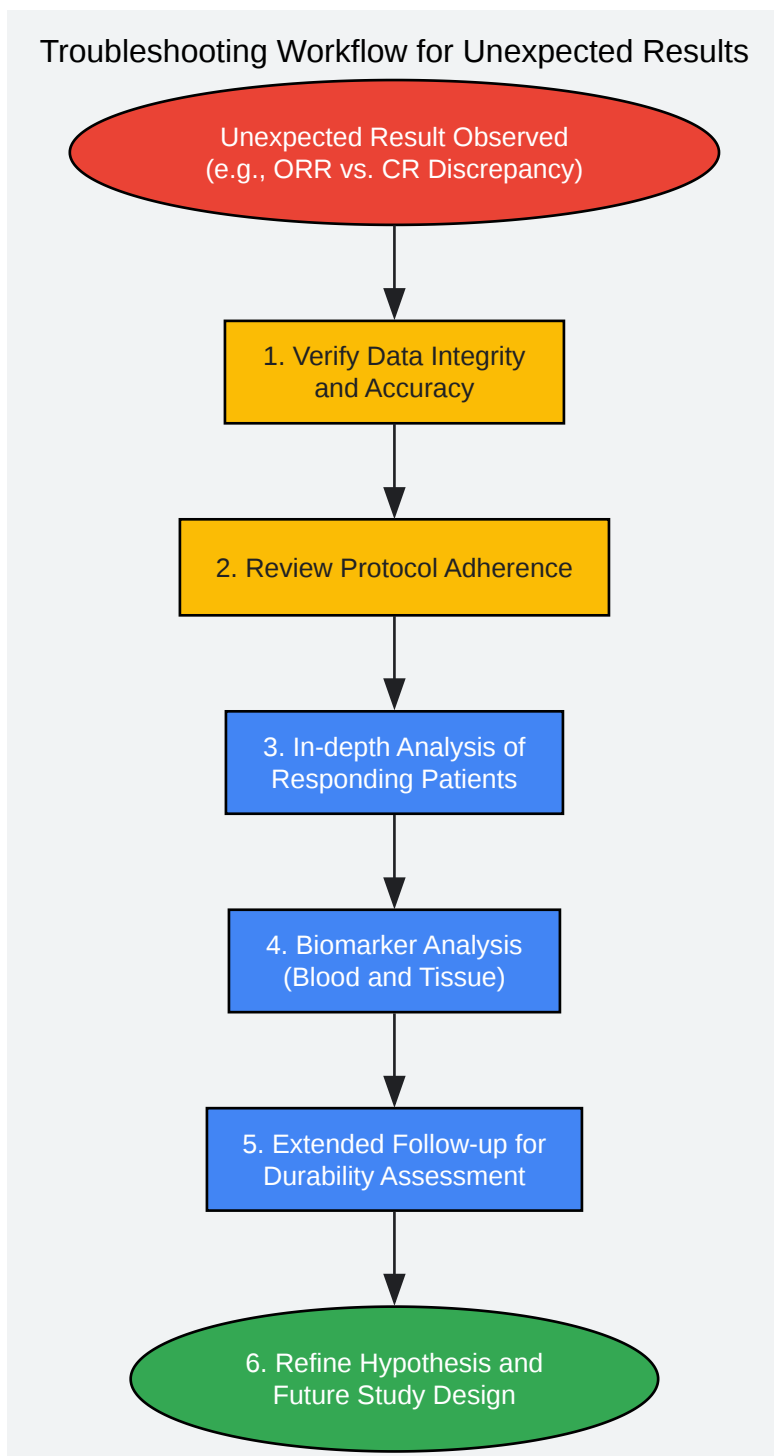 Troubleshooting Workflow for Unexpected Results
Unexpected Result Observed
(e.g., ORR vs. CR Discrepancy)
1. Verify Data Integrity
and Accuracy
2. Review Protocol Adherence
3. In-depth Analysis of
Responding Patients
4. Biomarker Analysis
(Blood and Tissue)
5. Extended Follow-up for
Durability Assessment
6. Refine Hypothesis and
Future Study Design